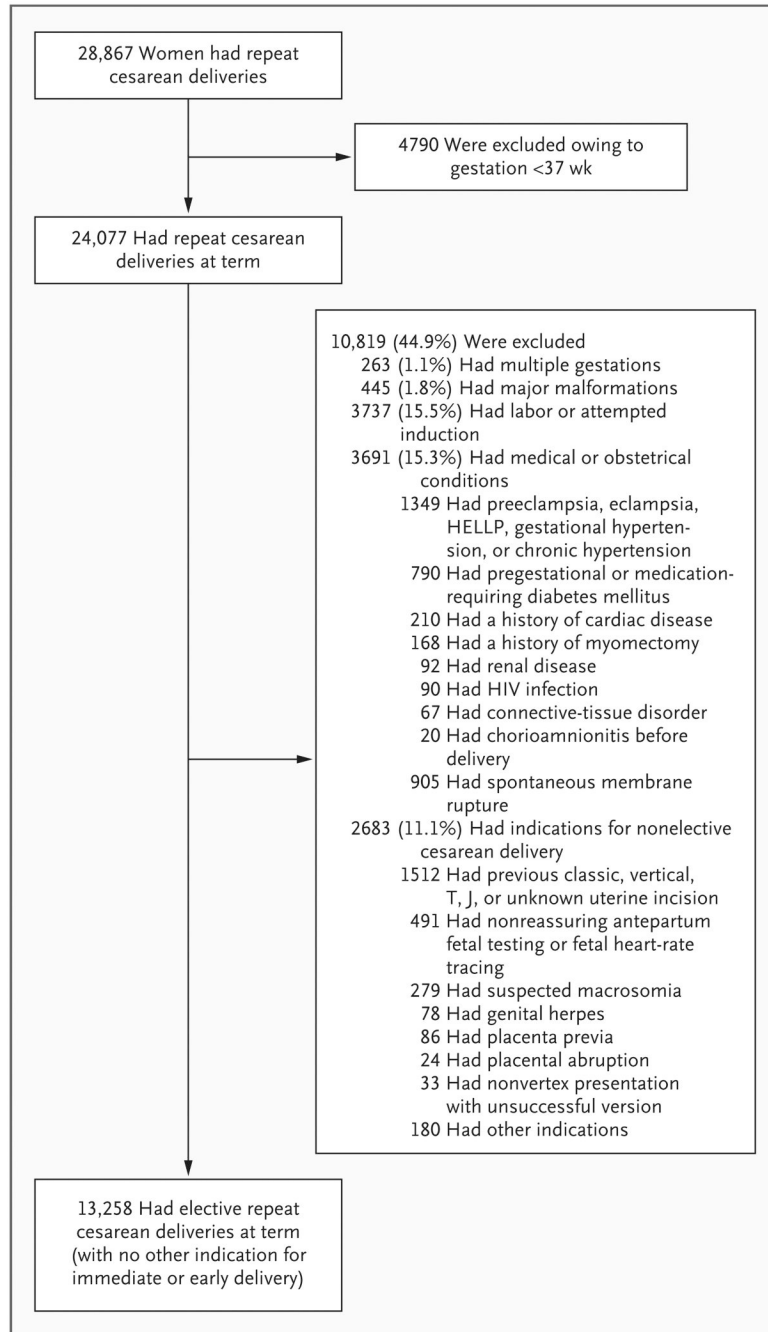 28,867 Women had repeat
cesarean deliveries
4790 Were excluded owing to
gestation <37 wk
24,077 Had repeat cesarean
deliveries at term
10,819 (44.9%) Were excluded
263 (1.1%) Had multiple gestations
445 (1.8%) Had major malformations
3737 (15.5%) Had labor or attempted
induction
3691 (15.3%) Had medical or obstetrical
conditions
1349 Had preeclampsia, eclampsia,
HELLP, gestational hyperten-
sion, or chronic hypertension
790 Had pregestational or medication-
requiring diabetes mellitus
210 Had a history of cardiac disease
168 Had a history of myomectomy
92 Had renal disease
90 Had HIV infection
67 Had connective-tissue disorder
20 Had chorioamnionitis before
delivery
905 Had spontaneous membrane
rupture
2683 (11.1%) Had indications for nonelective
cesarean delivery
1512 Had previous classic, vertical,
T, J, or unknown uterine incision
491 Had nonreassuring antepartum
fetal testing or fetal heart-rate
tracing
279 Had suspected macrosomia
78 Had genital herpes
86 Had placenta previa
24 Had placental abruption
33 Had nonvertex presentation
with unsuccessful version
180 Had other indications
13,258 Had elective repeat
cesarean deliveries at term
(with no other indication for
immediate or early delivery)